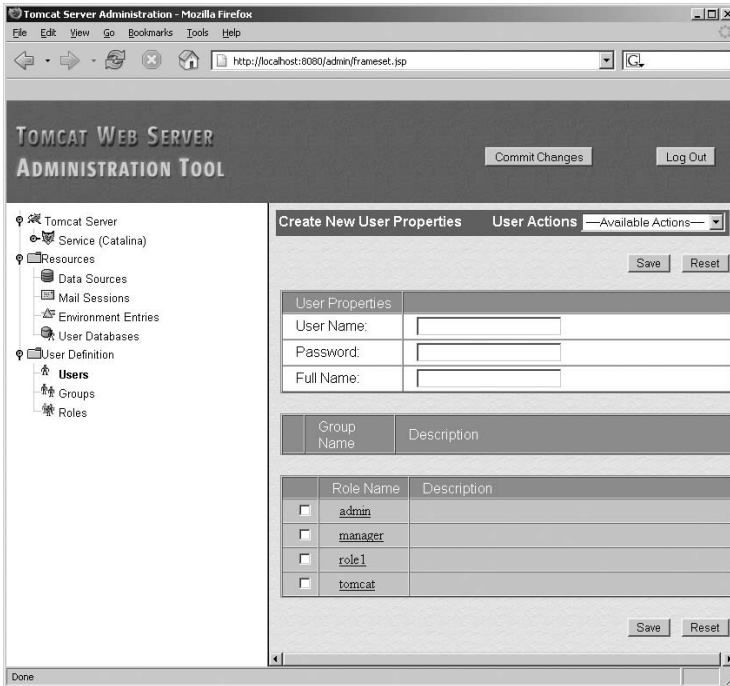 Tomcat Server Administration - Mozilla Firefox
File Edit View Go Bookmarks Tools Help
http://localhost:8080/admin/frameset.jsp
G
TOMCAT WEB SERVER
ADMINISTRATION TOOL
Commit Changes
Log Out
Tomcat Server
Service (Catalina)
Resources
Data Sources
Mail Sessions
Environment Entries
User Databases
User Definition
Users
Groups
Roles
Create New User Properties
User Actions
—Available Actions—
Save
Reset
User Properties
User Name:
Password:
Full Name:
Group Name
Description
Role Name
Description
admin
manager
role1
tomcat
Save
Reset
Done